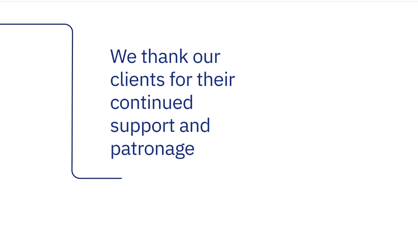 We thank our
clients for their
continued
support and
patronage